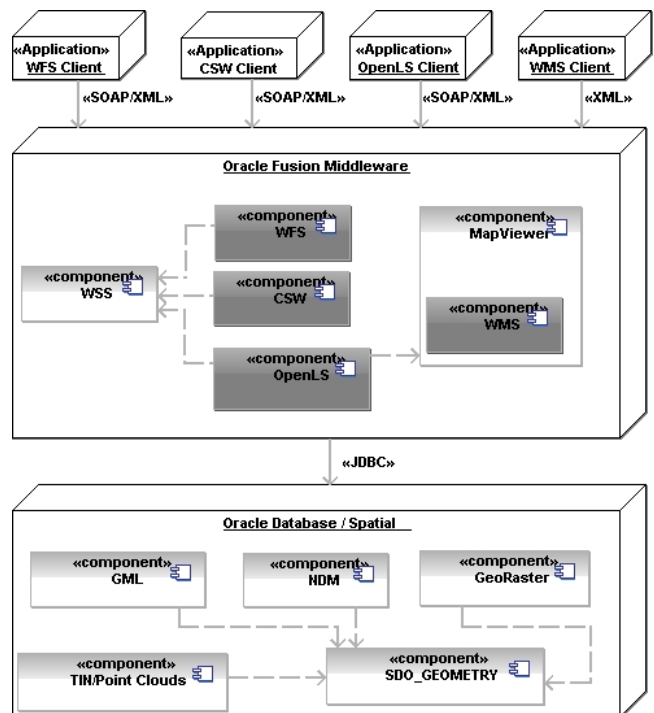 «Application»
WFS Client
«Application»
CSW Client
«Application»
OpenLS Client
«Application»
WMS Client
«SOAP/XML»
«SOAP/XML»
«SOAP/XML»
«XML»
Oracle Fusion Middleware
«component»
WFS
«component»
MapViewer
«component»
WSS
«component»
CSW
«component»
WMS
«component»
OpenLS
«JDBC»
Oracle Database / Spatial
«component»
GML
«component»
NDM
«component»
GeoRaster
«component»
TIN/Point Clouds
«component»
SDO_GEOMETRY